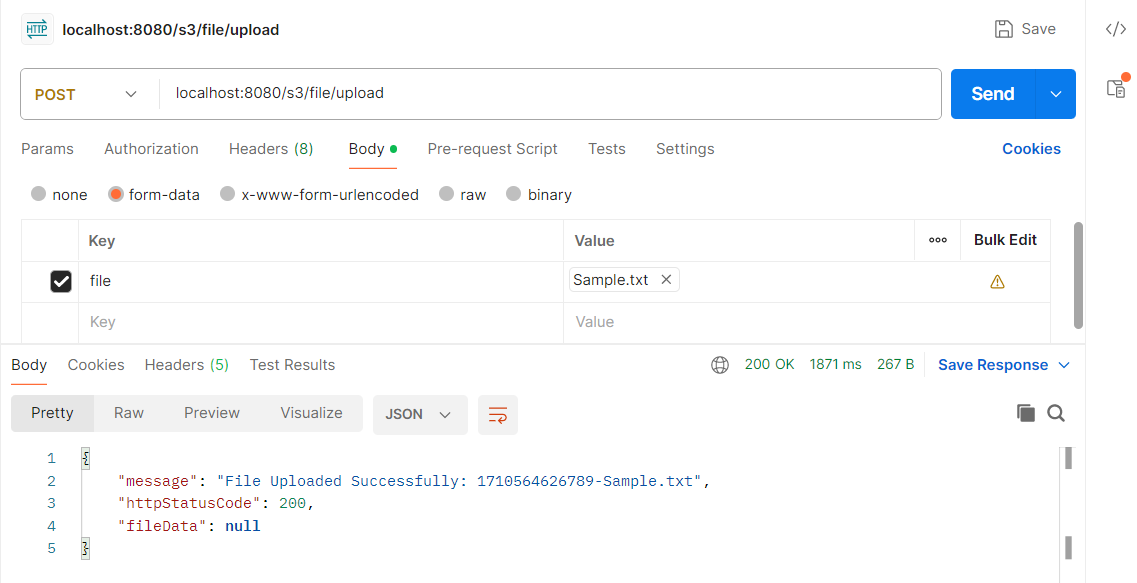 HTTP localhost:8080/s3/file/upload Save </>
POST localhost:8080/s3/file/upload Send
Params Authorization Headers (8) Body Pre-request Script Tests Settings Cookies
none form-data x-www-form-urlencoded raw binary
Key Value Bulk Edit
file Sample.txt
Key Value
Body Cookies Headers (5) Test Results 200 OK 1871 ms 267 B Save Response
Pretty Raw Preview Visualize JSON
1 {
2 "message": "File Uploaded Successfully: 1710564626789-Sample.txt",
3 "httpStatusCode": 200,
4 "fileData": null
5 }